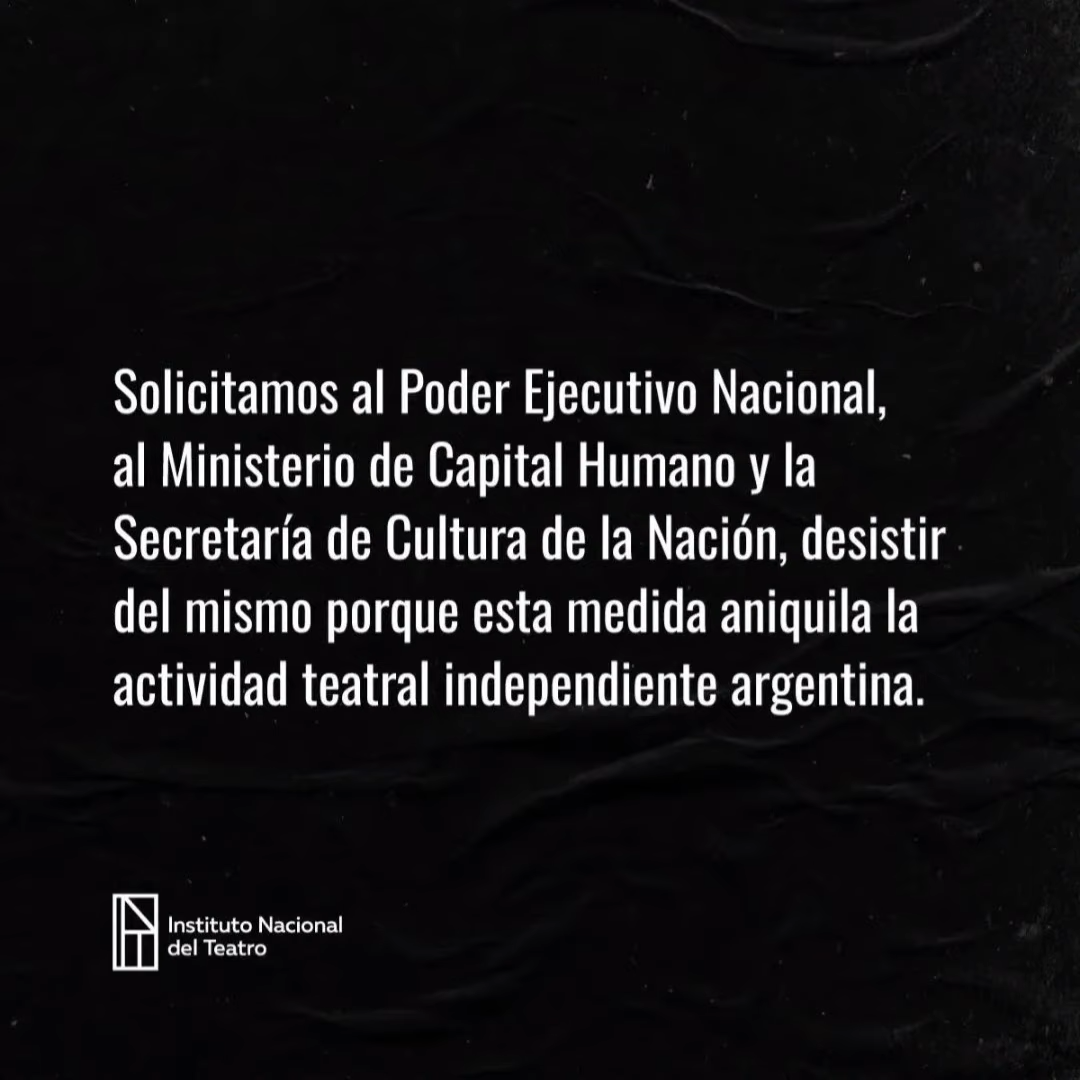 Solicitamos al Poder Ejecutivo Nacional,
al Ministerio de Capital Humano y la
Secretaría de Cultura de la Nación, desistir
del mismo porque esta medida aniquila la
actividad teatral independiente argentina.
Instituto Nacional
del Teatro